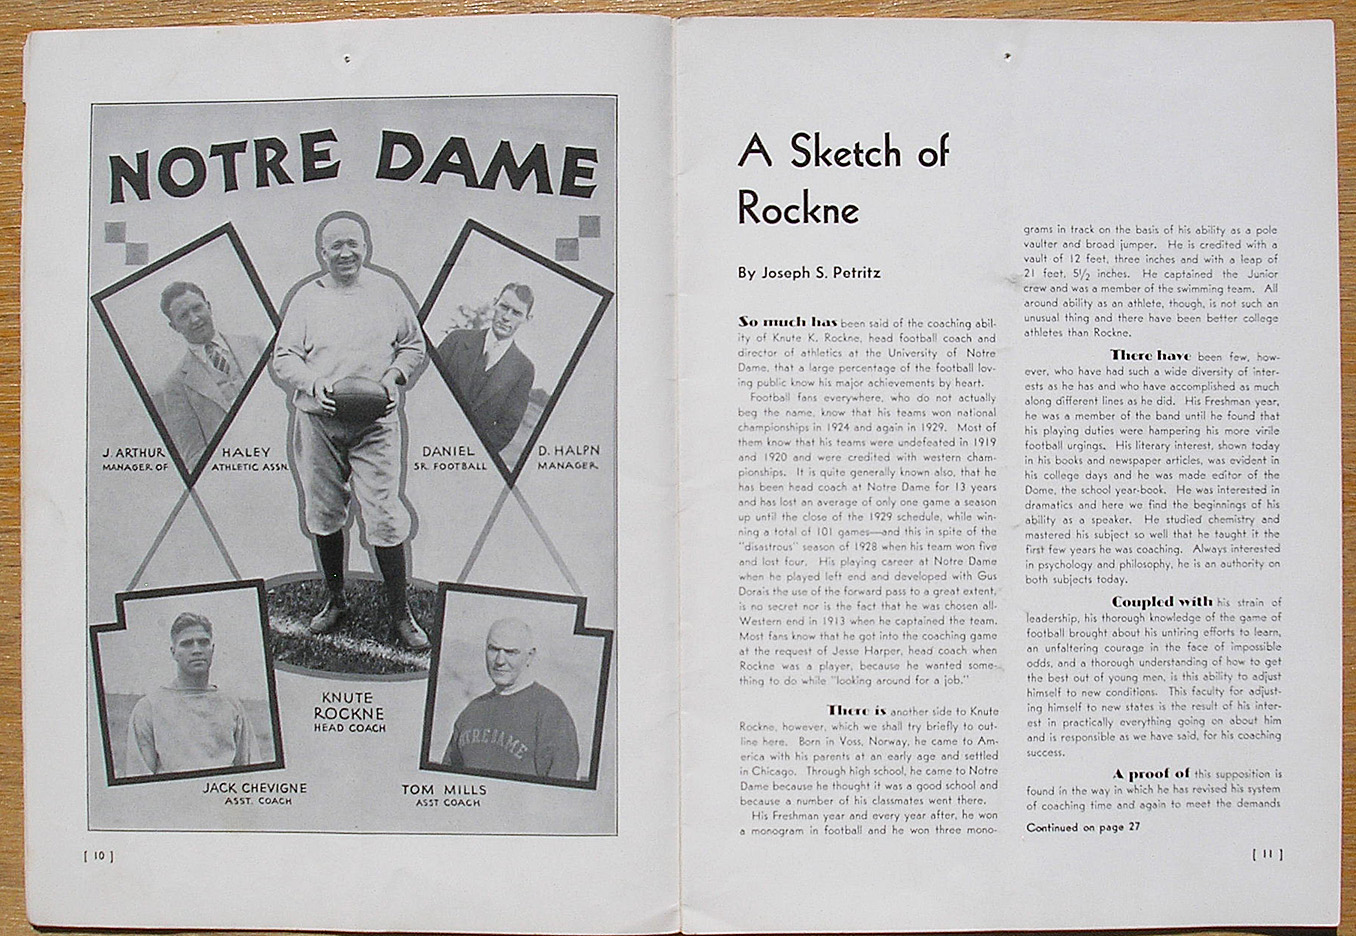 NOTRE DAME
J. ARTHUR HALEY
MANAGER OF ATHLETIC ASSN.
DANIEL D. HALPN
SR. FOOTBALL MANAGER
KNUTE
ROCKNE
HEAD COACH
JACK CHEVIGNE
ASST. COACH
TOM MILLS
ASST COACH
NOTRE DAME
[ 10 ]
A Sketch of
Rockne
By Joseph S. Petritz
So much has been said of the coaching abil-
ity of Knute K. Rockne, head football coach and
director of athletics at the University of Notre
Dame, that a large percentage of the football lov-
ing public know his major achievements by heart.
Football fans everywhere, who do not actually
beg the name, know that his teams won national
championships in 1924 and again in 1929. Most of
them know that his teams were undefeated in 1919
and 1920 and were credited with western cham-
pionships. It is quite generally known also, that he
has been head coach at Notre Dame for 13 years
and has lost an average of only one game a season
up until the close of the 1929 schedule, while win-
ning a total of 101 games—and this in spite of the
"disastrous" season of 1928 when his team won five
and lost four. His playing career at Notre Dame
when he played left end and developed with Gus
Dorais the use of the forward pass to a great extent,
is no secret nor is the fact that he was chosen all-
Western end in 1913 when he captained the team.
Most fans know that he got into the coaching game
at the request of Jesse Harper, head coach when
Rockne was a player, because he wanted some-
thing to do while "looking around for a job."
There is another side to Knute
Rockne, however, which we shall try briefly to out-
line here. Born in Voss, Norway, he came to Am-
erica with his parents at an early age and settled
in Chicago. Through high school, he came to Notre
Dame because he thought it was a good school and
because a number of his classmates went there.
His Freshman year and every year after, he won
a monogram in football and he won three mono-
grams in track on the basis of his ability as a pole
vaulter and broad jumper. He is credited with a
vault of 12 feet, three inches and with a leap of
21 feet, 5½ inches. He captained the Junior
crew and was a member of the swimming team. All
around ability as an athlete, though, is not such an
unusual thing and there have been better college
athletes than Rockne.
There have been few, how-
ever, who have had such a wide diversity of inter-
ests as he has and who have accomplished as much
along different lines as he did. His Freshman year,
he was a member of the band until he found that
his playing duties were hampering his more virile
football urgings. His literary interest, shown today
in his books and newspaper articles, was evident in
his college days and he was made editor of the
Dome, the school year-book. He was interested in
dramatics and here we find the beginnings of his
ability as a speaker. He studied chemistry and
mastered his subject so well that he taught it the
first few years he was coaching. Always interested
in psychology and philosophy, he is an authority on
both subjects today.
Coupled with his strain of
leadership, his thorough knowledge of the game of
football brought about his untiring efforts to learn,
an unfaltering courage in the face of impossible
odds, and a thorough understanding of how to get
the best out of young men, is this ability to adjust
himself to new conditions. This faculty for adjust-
ing himself to new states is the result of his inter-
est in practically everything going on about him
and is responsible as we have said, for his coaching
success.
A proof of this supposition is
found in the way in which he has revised his system
of coaching time and again to meet the demands
Continued on page 27
[ 11 ]